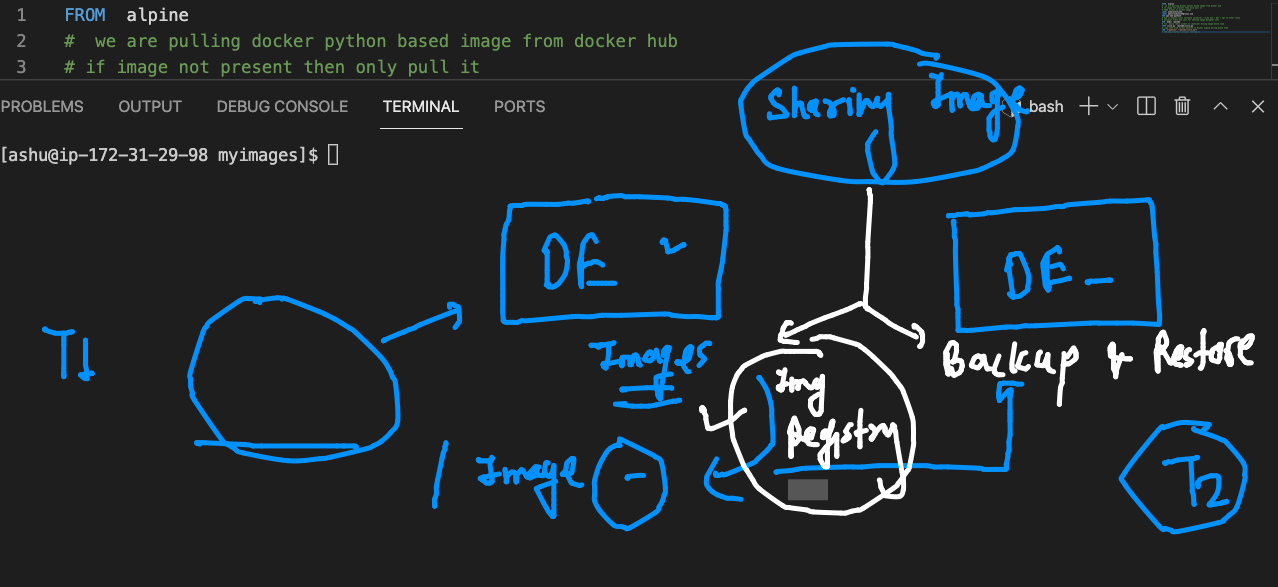 1 FROM alpine
2 # we are pulling docker python based image from docker hub
3 # if image not present then only pull it
PROBLEMS OUTPUT DEBUG CONSOLE TERMINAL PORTS
bash
Sharing Image
[ashu@ip-172-31-29-98 myimages]$
DE
DE
T1
Images
Backup & Restore
Img
Registry
Image
T2